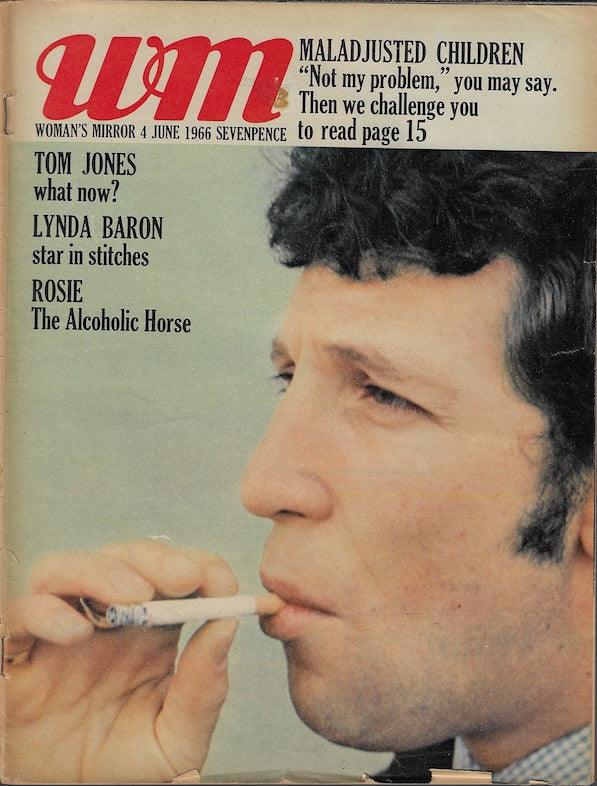 wm
MALADJUSTED CHILDREN
“Not my problem,” you may say.
Then we challenge you
to read page 15
WOMAN'S MIRROR 4 JUNE 1966 SEVENPENCE
TOM JONES
what now?
LYNDA BARON
star in stitches
ROSIE
The Alcoholic Horse